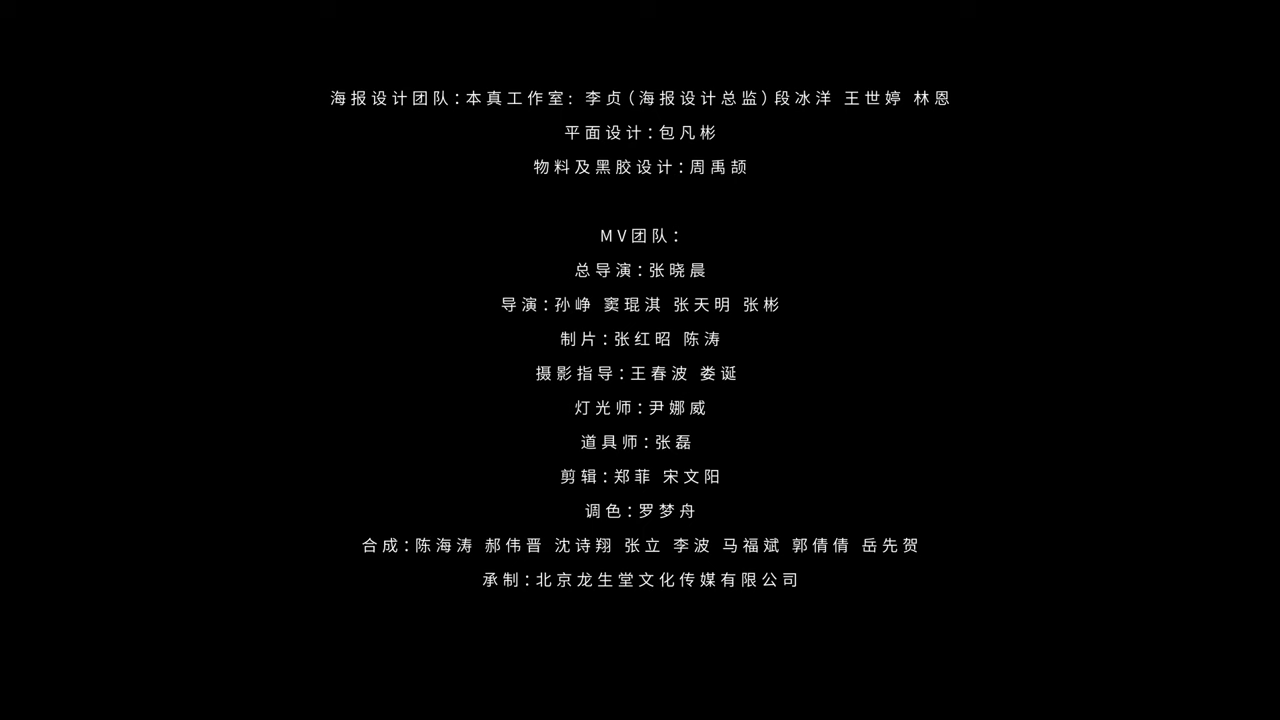 海报设计团队:本真工作室: 李贞(海报设计总监)段冰洋 王世婷 林恩
平面设计:包凡彬
物料及黑胶设计:周禹颉
MV团队:
总导演:张晓晨
导演:孙峥 窦琨淇 张天明 张彬
制片:张红昭 陈涛
摄影指导:王春波 娄诞
灯光师:尹娜威
道具师:张磊
剪辑:郑菲 宋文阳
调色:罗梦舟
合成:陈海涛 郝伟晋 沈诗翔 张立 李波 马福斌 郭倩倩 岳先贺
承制:北京龙生堂文化传媒有限公司